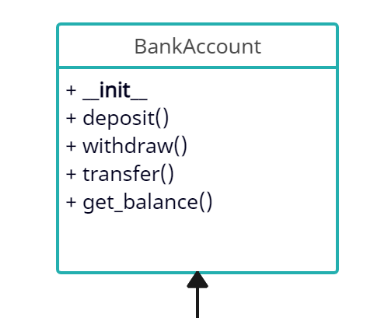 BankAccount
+ __init__
+ deposit()
+ withdraw()
+ transfer()
+ get_balance()